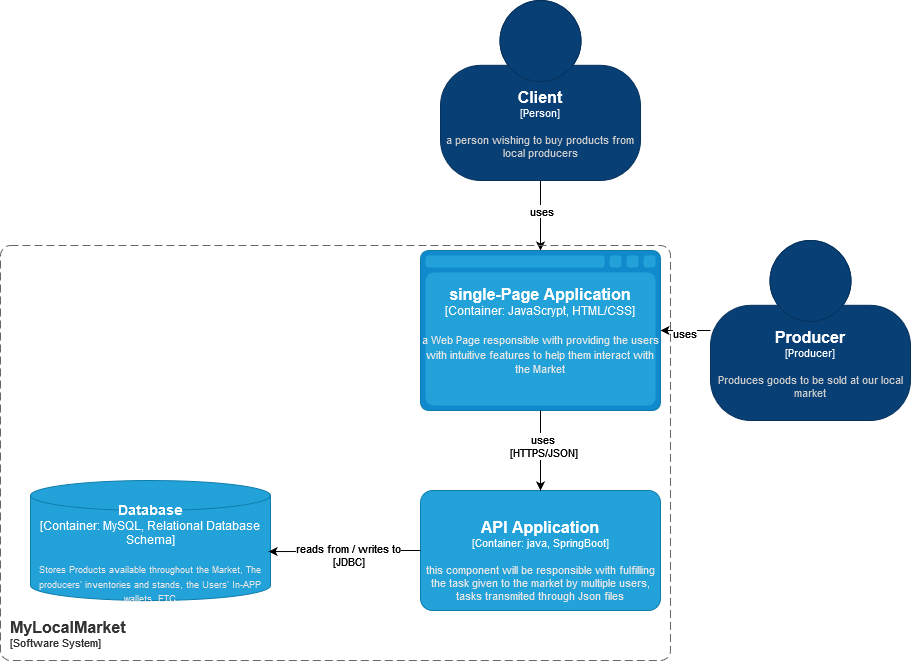 Client
[Person]
a person wishing to buy products from
local producers
uses
single-Page Application
[Container: JavaScrypt, HTML/CSS]
a Web Page responsible with providing the users
with intuitive features to help them interact with
the Market
uses
Producer
[Producer]
Produces goods to be sold at our local
market
uses
[HTTPS/JSON]
API Application
[Container: java, SpringBoot]
this component will be responsible with fulfilling
the task given to the market by multiple users,
tasks transmited through Json files
reads from / writes to
[JDBC]
Database
[Container: MySQL, Relational Database
Schema]
Stores Products available throughout the Market, The
producers' inventories and stands, the Users' In-APP
wallets, ETC
MyLocalMarket
[Software System]